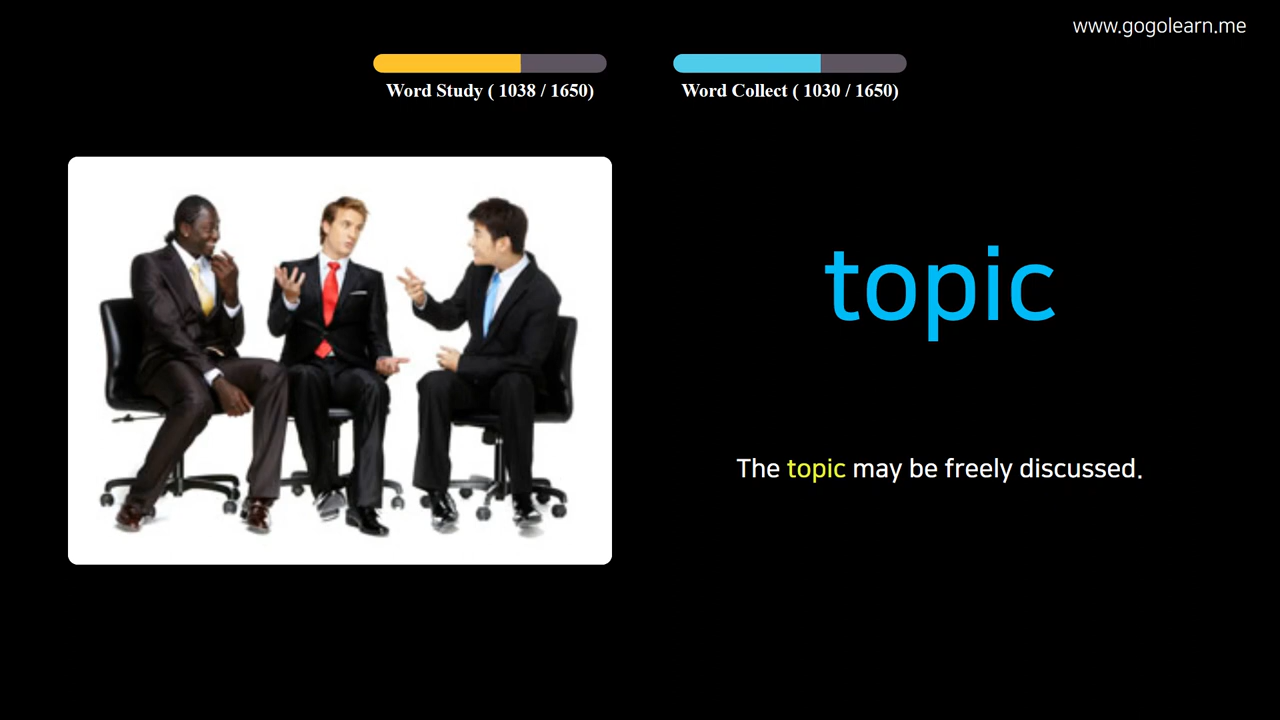 www.gogolearn.me
Word Study ( 1038 / 1650)
Word Collect ( 1030 / 1650)
topic
The topic may be freely discussed.